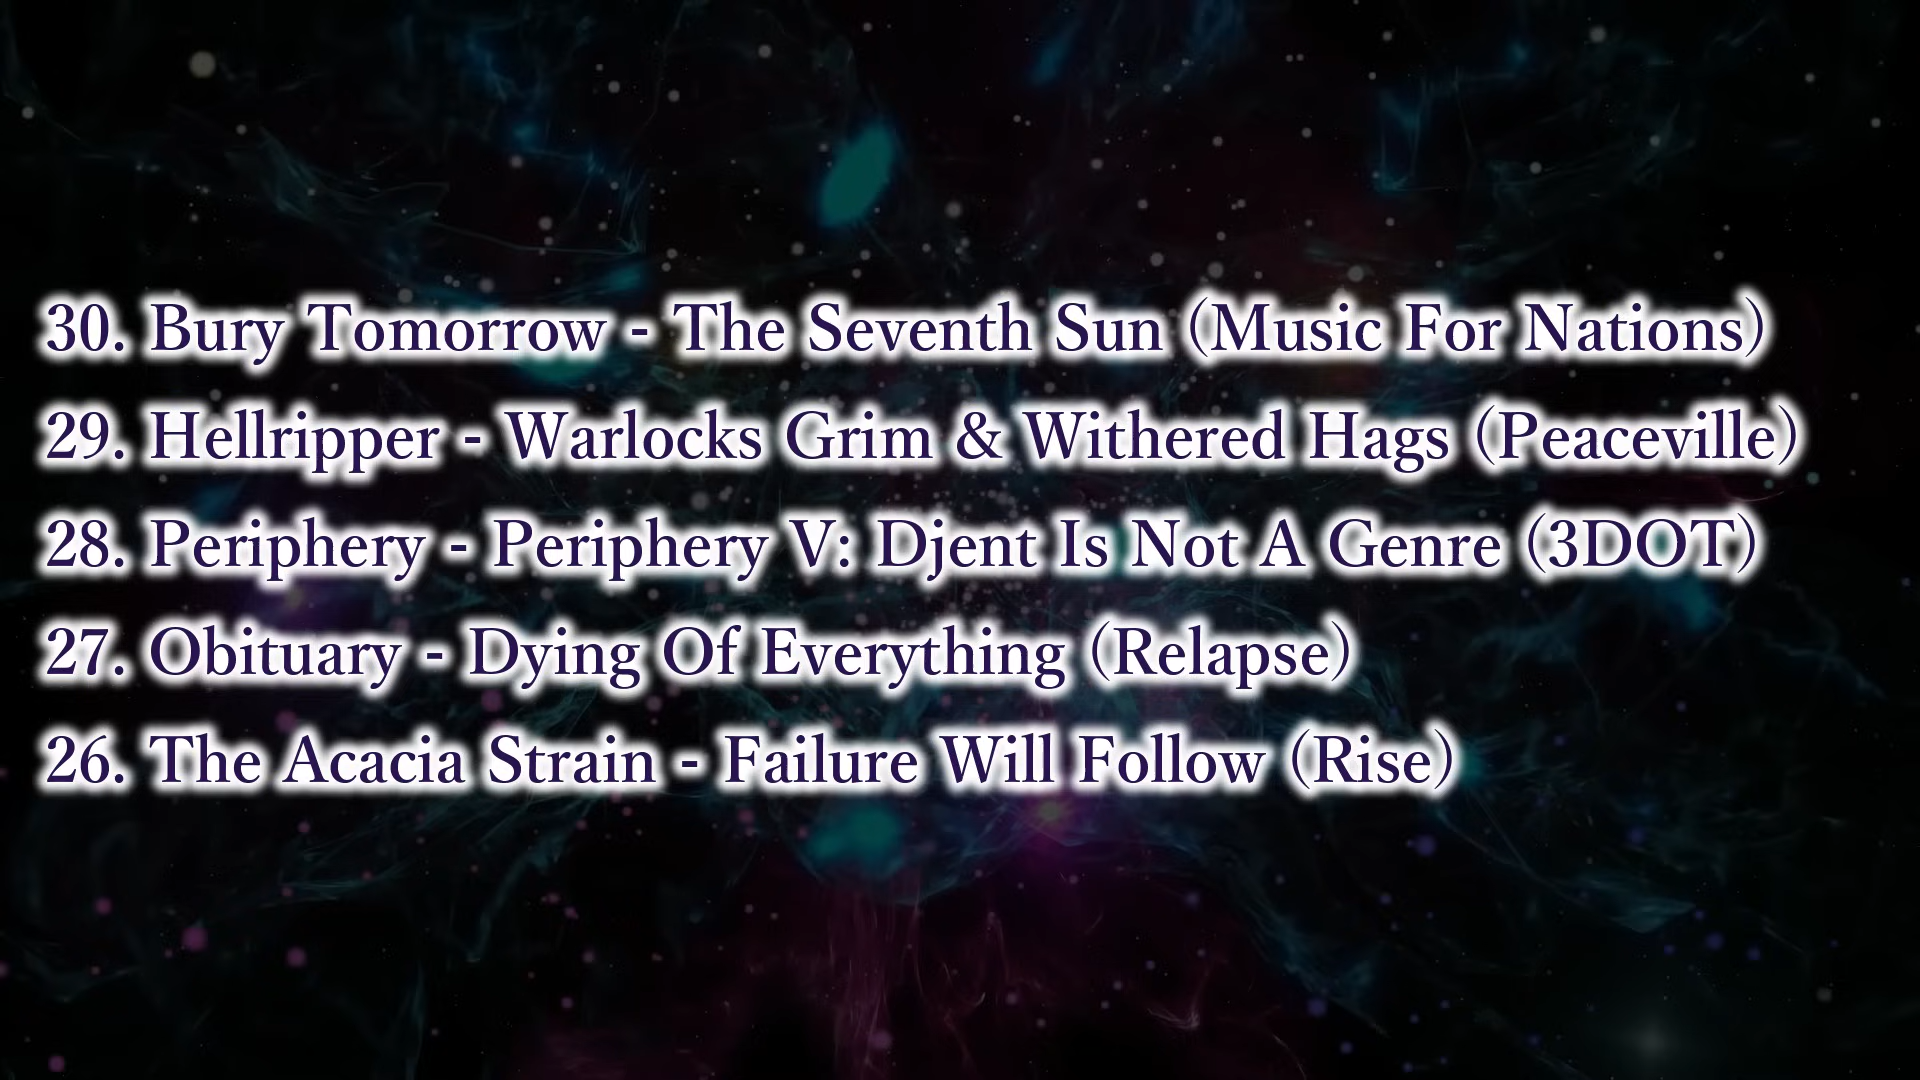 30. Bury Tomorrow - The Seventh Sun (Music For Nations)
29. Hellripper - Warlocks Grim & Withered Hags (Peaceville)
28. Periphery - Periphery V: Djent Is Not A Genre (3DOT)
27. Obituary - Dying Of Everything (Relapse)
26. The Acacia Strain - Failure Will Follow (Rise)